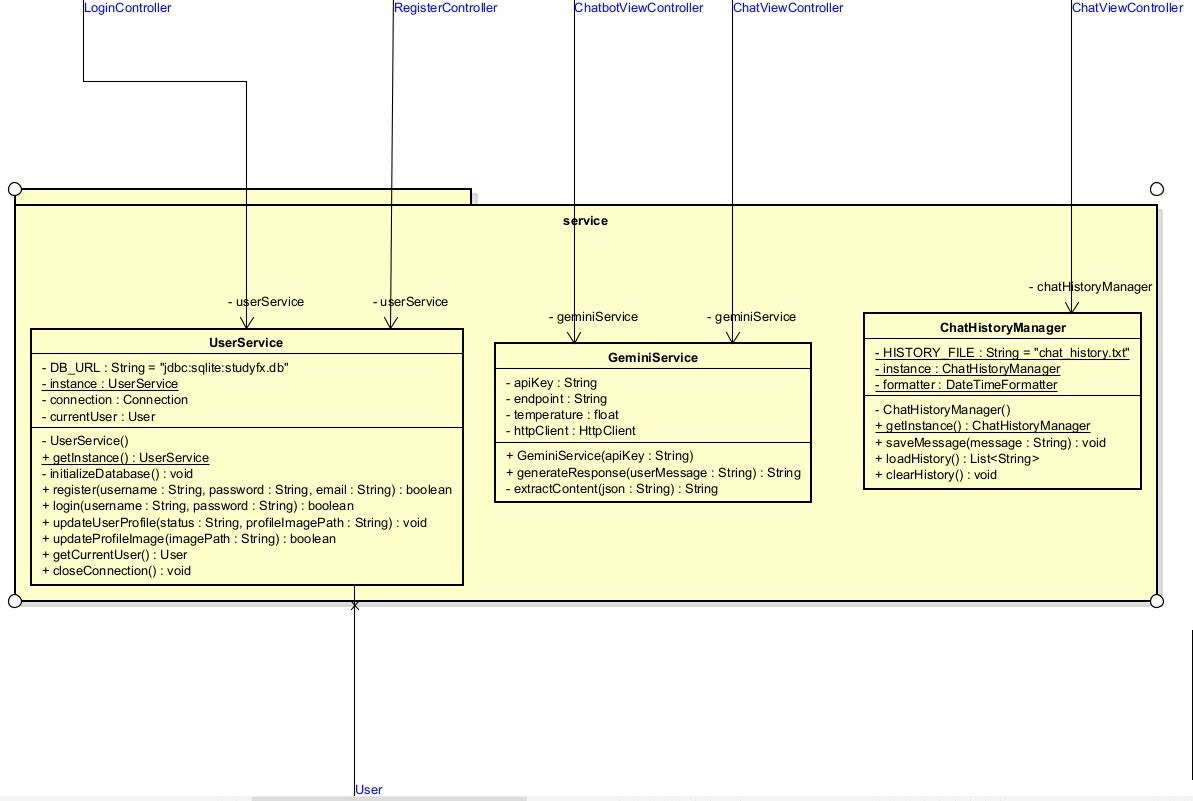 LoginController
RegisterController
ChatbotViewController
ChatViewController
ChatViewController
service
- userService
- userService
- geminiService
- geminiService
- chatHistoryManager
UserService
- DB_URL : String = "jdbc:sqlite:studyfx.db"
- instance : UserService
- connection : Connection
- currentUser : User
- UserService()
+ getInstance() : UserService
- initializeDatabase() : void
+ register(username : String, password : String, email : String) : boolean
+ login(username : String, password : String) : boolean
+ updateUserProfile(status : String, profileImagePath : String) : void
+ updateProfileImage(imagePath : String) : boolean
+ getCurrentUser() : User
+ closeConnection() : void
GeminiService
- apiKey : String
- endpoint : String
- temperature : float
- httpClient : HttpClient
+ GeminiService(apiKey : String)
+ generateResponse(userMessage : String) : String
- extractContent(json : String) : String
ChatHistoryManager
- HISTORY_FILE : String = "chat_history.txt"
- instance : ChatHistoryManager
- formatter : DateTimeFormatter
- ChatHistoryManager()
+ getInstance() : ChatHistoryManager
+ saveMessage(message : String) : void
+ loadHistory() : List<String>
+ clearHistory() : void
User